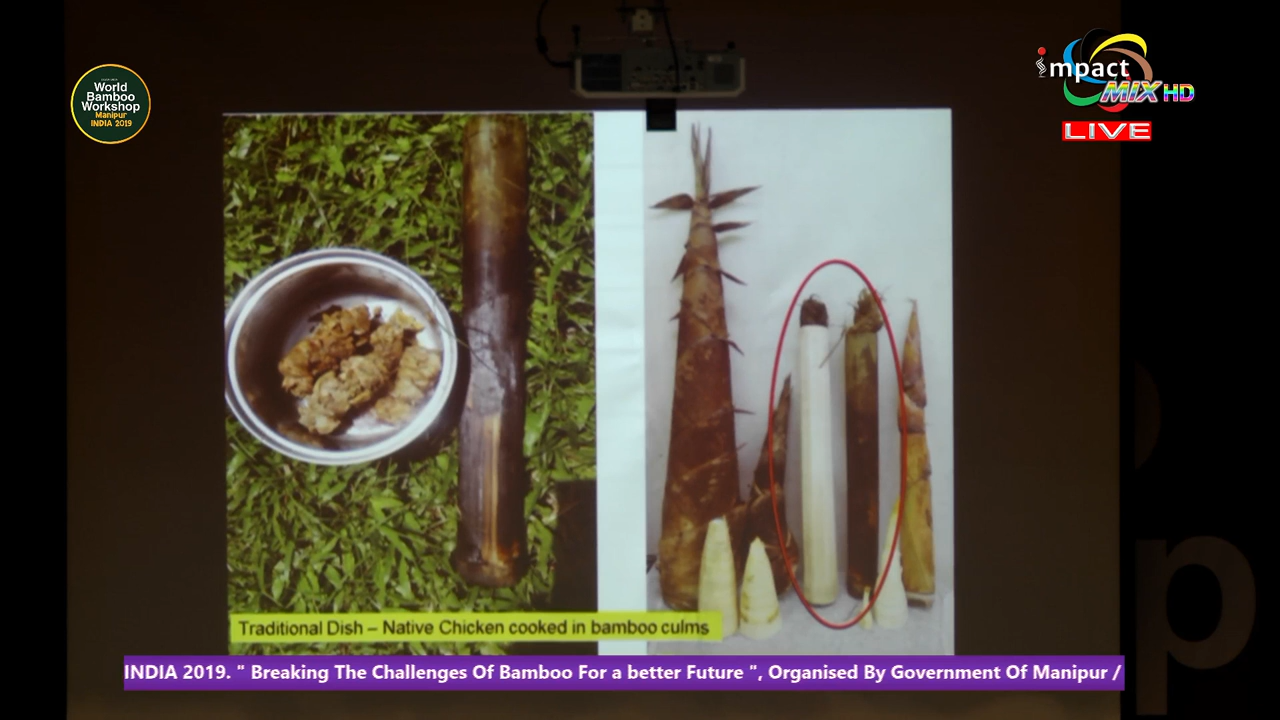 World
Bamboo
Workshop
Manipur
INDIA 2019
impact
MIX HD
LIVE
Traditional Dish – Native Chicken cooked in bamboo culms
INDIA 2019. " Breaking The Challenges Of Bamboo For a better Future ", Organised By Government Of Manipur /
p